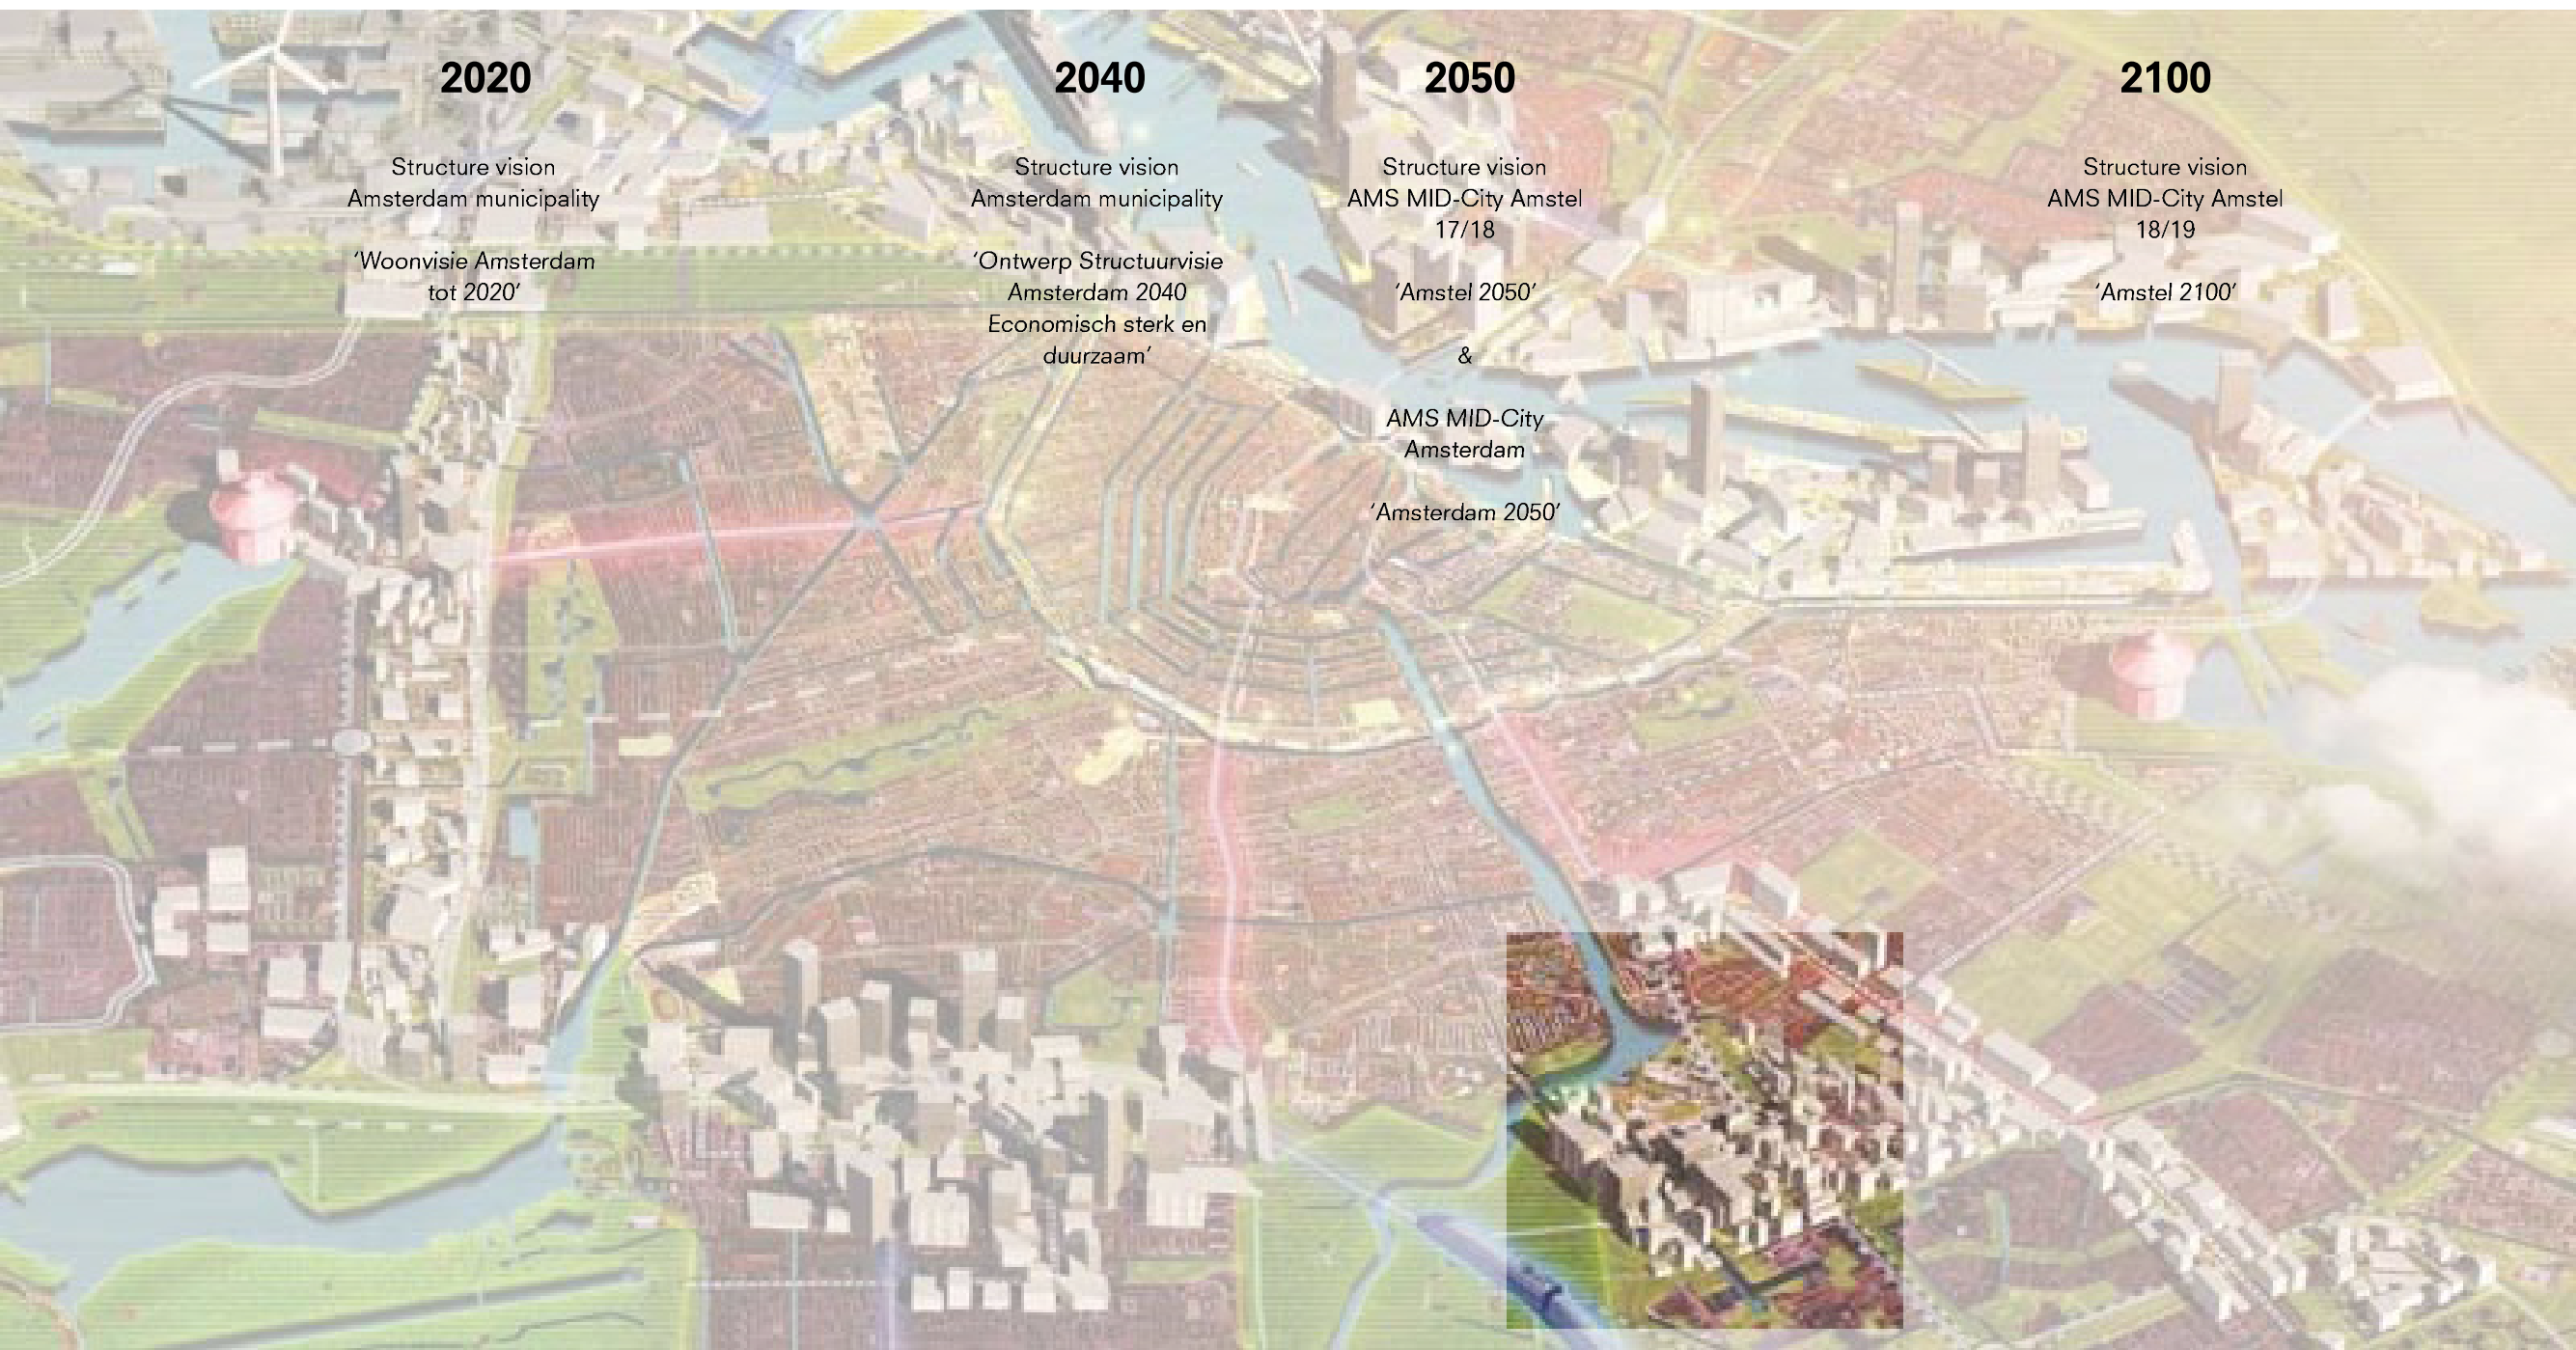 2020
Structure vision
Amsterdam municipality
‘Woonvisie Amsterdam
tot 2020’
2040
Structure vision
Amsterdam municipality
‘Ontwerp Structuurvisie
Amsterdam 2040
Economisch sterk en
duurzaam’
2050
Structure vision
AMS MID-City Amstel
17/18
‘Amstel 2050’
&
AMS MID-City
Amsterdam
‘Amsterdam 2050’
2100
Structure vision
AMS MID-City Amstel
18/19
‘Amstel 2100’